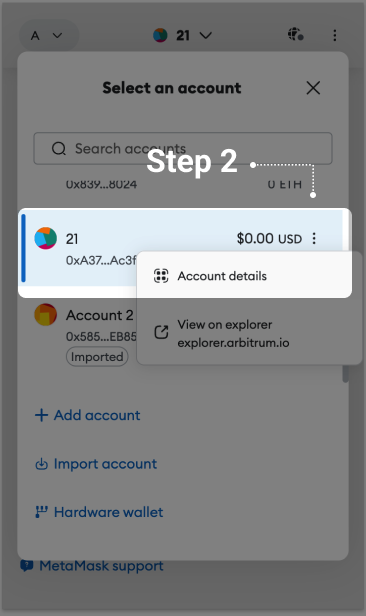 A
21
Select an account
Search accounts
Step 2
0x839...8024 0 ETH
21 $0.00 USD
0xA37...Ac3f
Account details
Account 2
0x585...EB85
Imported
View on explorer
explorer.arbitrum.io
Add account
Import account
Hardware wallet
MetaMask support